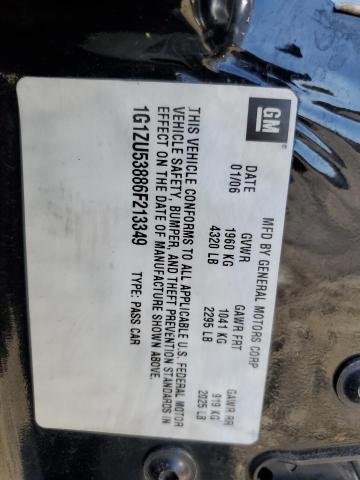 GM
MFD BY GENERAL MOTORS CORP
DATE GVWR GAWR FRT GAWR RR
01/06 1960 KG 1041 KG 919 KG
4320 LB 2295 LB 2025 LB
THIS VEHICLE CONFORMS TO ALL APPLICABLE U.S. FEDERAL MOTOR
VEHICLE SAFETY, BUMPER, AND THEFT PREVENTION STANDARDS IN
EFFECT ON THE DATE OF MANUFACTURE SHOWN ABOVE.
1G1ZU53886F213349 TYPE: PASS CAR